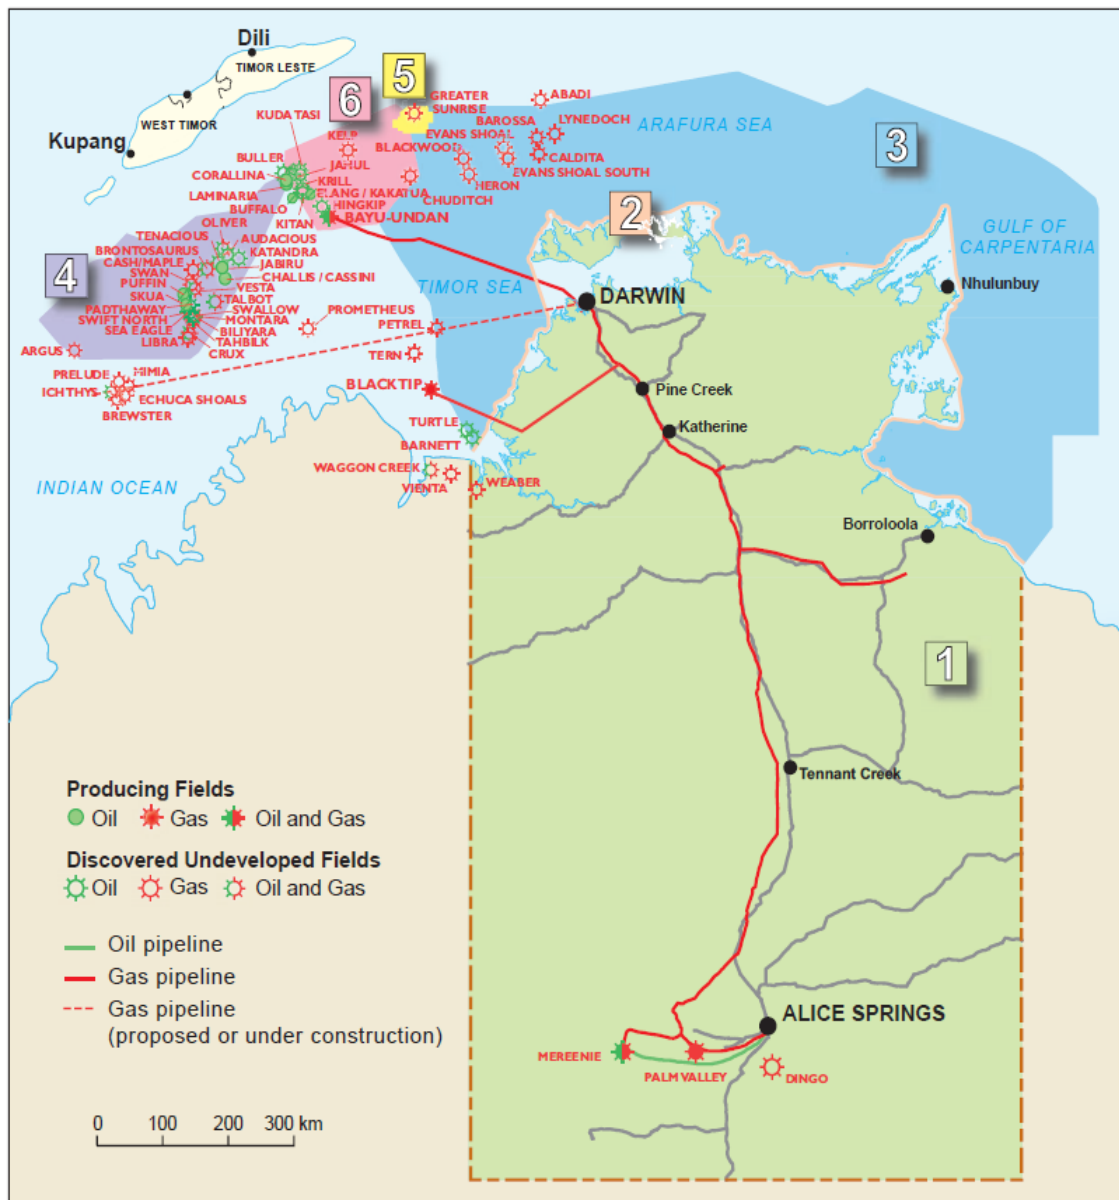 Dili
TIMOR LESTE
WEST TIMOR
Kupang
6
5
GREATER
SUNRISE
ABADI
BAROSSA
LYNEDOCH
ARAFURA SEA
3
KUDA TASI
KELP
EVANS SHOAL
BLACKWOOD
CALDITA
EVANS SHOAL SOUTH
HERON
CHUDITCH
BULLER
CORALLINA
JAHUL
KRILL
LAMINARIA
ELANG / KAKATUA
HINGKIP
BUFFALO
KITAN
BAYU-UNDAN
2
GULF OF
CARPENTARIA
OLIVER
TENACIOUS
AUDACIOUS
BRONTOSAURUS
KATANDRA
CASH/MAPLE
JABIRU
SWAN
CHALLIS / CASSINI
4
PUFFIN
VESTA
SKUA
TALBOT
PADTHAWAY
SWALLOW
SWIFT NORTH
MONTARA
SEA EAGLE
BILIYARA
LIBRA
TAHBILK
CRUX
TIMOR SEA
DARWIN
Nhulunbuy
PROMETHEUS
PETREL
ARGUS
TERN
PRELUDE
MIMIA
ICHTHYS
ECHUCA SHOALS
BREWSTER
BLACKTIP
Pine Creek
TURTLE
Katherine
BARNETT
WAGGON CREEK
VIENTA
WEABER
INDIAN OCEAN
Borroloola
1
Tennant Creek
Producing Fields
Oil Gas Oil and Gas
Discovered Undeveloped Fields
Oil Gas Oil and Gas
Oil pipeline
Gas pipeline
Gas pipeline
(proposed or under construction)
ALICE SPRINGS
MEREENIE
PALM VALLEY
DINGO
0 100 200 300 km